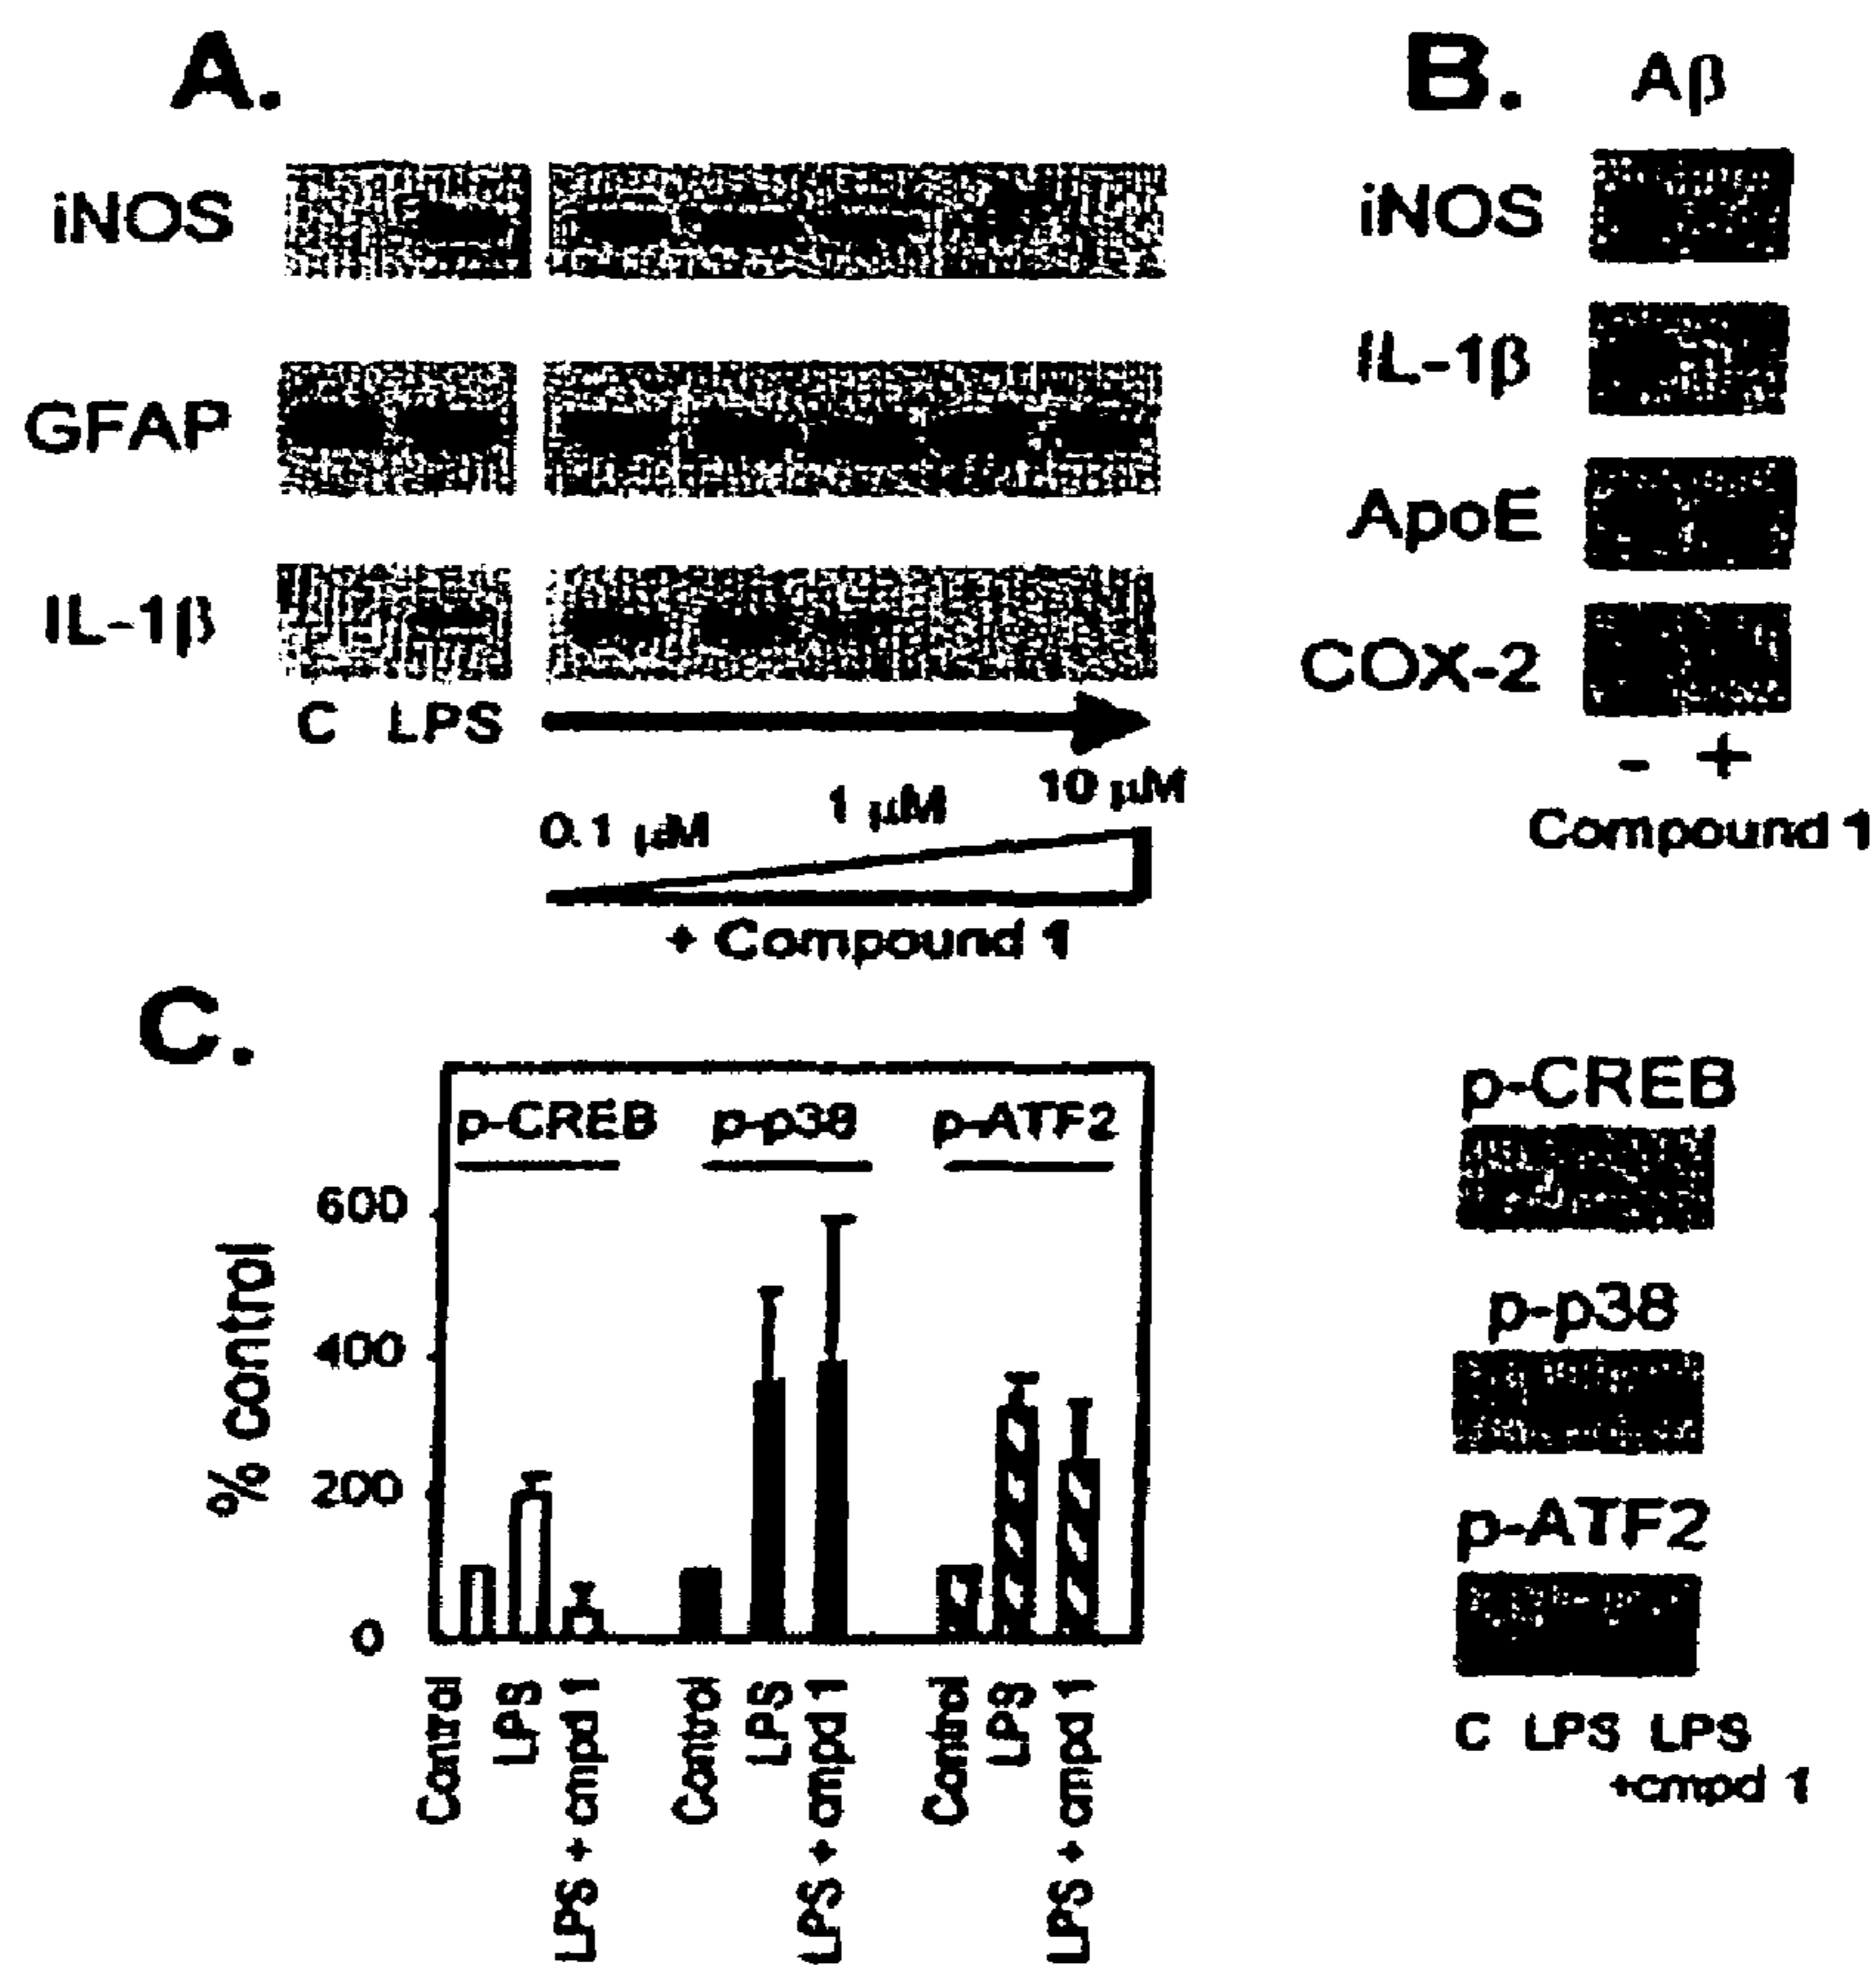 A.
iNOS
GFAP
IL-1β
C LPS
0.1 µM 1 µM 10 µM
+ Compound 1
B. Aβ
iNOS
IL-1β
ApoE
COX-2
- +
Compound 1
C.
p-CREB p-p38 p-ATF2
% control
600
400
200
0
Control
LPS
LPS + cmpd 1
Control
LPS
LPS + cmpd 1
Control
LPS
LPS + cmpd 1
p-CREB
p-p38
p-ATF2
C LPS LPS
+cmpd 1